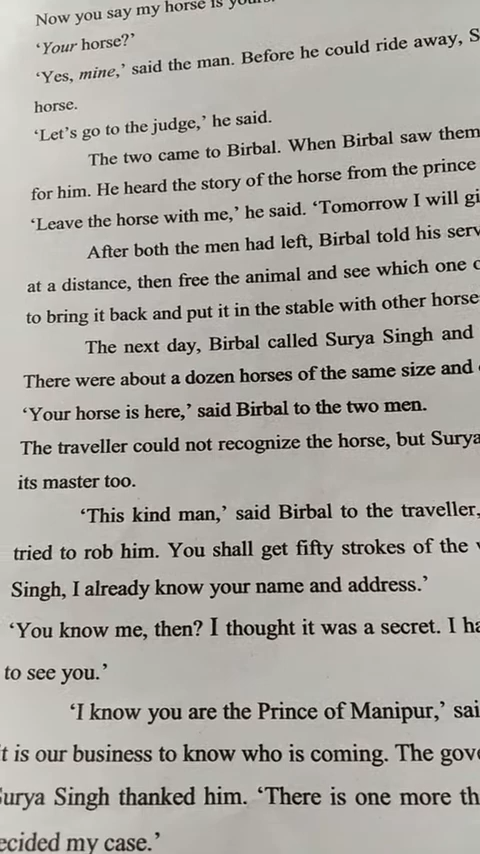 Now you say my horse is
‘Your horse?’
‘Yes, mine,’ said the man. Before he could ride away,
horse.
‘Let’s go to the judge,’ he said.
The two came to Birbal. When Birbal saw them
for him. He heard the story of the horse from the prince
‘Leave the horse with me,’ he said. ‘Tomorrow I will
After both the men had left, Birbal told his
at a distance, then free the animal and see which one
to bring it back and put it in the stable with other horse
The next day, Birbal called Surya Singh and
There were about a dozen horses of the same size and
‘Your horse is here,’ said Birbal to the two men.
The traveller could not recognize the horse, but Surya
its master too.
‘This kind man,’ said Birbal to the traveller,
tried to rob him. You shall get fifty strokes of the
Singh, I already know your name and address.’
‘You know me, then? I thought it was a secret. I
to see you.’
‘I know you are the Prince of Manipur,’
it is our business to know who is coming. The
Surya Singh thanked him. ‘There is one more
ecided my case.’